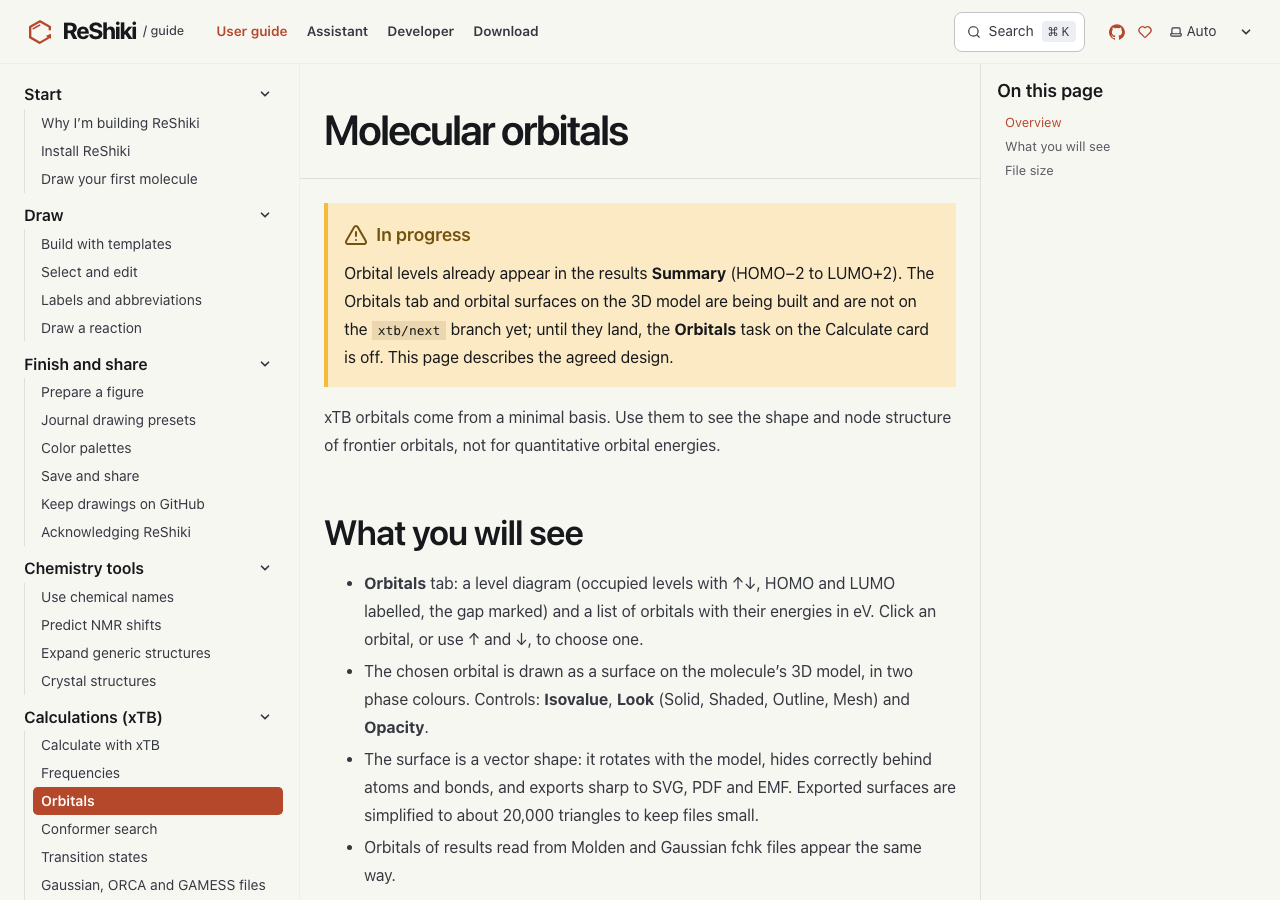 ReShiki / guide
User guide
Assistant
Developer
Download
Search ⌘ K
Auto
Start
Why I’m building ReShiki
Install ReShiki
Draw your first molecule
Draw
Build with templates
Select and edit
Labels and abbreviations
Draw a reaction
Finish and share
Prepare a figure
Journal drawing presets
Color palettes
Save and share
Keep drawings on GitHub
Acknowledging ReShiki
Chemistry tools
Use chemical names
Predict NMR shifts
Expand generic structures
Crystal structures
Calculations (xTB)
Calculate with xTB
Frequencies
Orbitals
Conformer search
Transition states
Gaussian, ORCA and GAMESS files
Molecular orbitals
In progress
Orbital levels already appear in the results Summary (HOMO−2 to LUMO+2). The
Orbitals tab and orbital surfaces on the 3D model are being built and are not on
the xtb/next branch yet; until they land, the Orbitals task on the Calculate card
is off. This page describes the agreed design.
xTB orbitals come from a minimal basis. Use them to see the shape and node structure
of frontier orbitals, not for quantitative orbital energies.
What you will see
• Orbitals tab: a level diagram (occupied levels with ↑↓, HOMO and LUMO
labelled, the gap marked) and a list of orbitals with their energies in eV. Click an
orbital, or use ↑ and ↓, to choose one.
• The chosen orbital is drawn as a surface on the molecule’s 3D model, in two
phase colours. Controls: Isovalue, Look (Solid, Shaded, Outline, Mesh) and
Opacity.
• The surface is a vector shape: it rotates with the model, hides correctly behind
atoms and bonds, and exports sharp to SVG, PDF and EMF. Exported surfaces are
simplified to about 20,000 triangles to keep files small.
• Orbitals of results read from Molden and Gaussian fchk files appear the same
way.
On this page
Overview
What you will see
File size